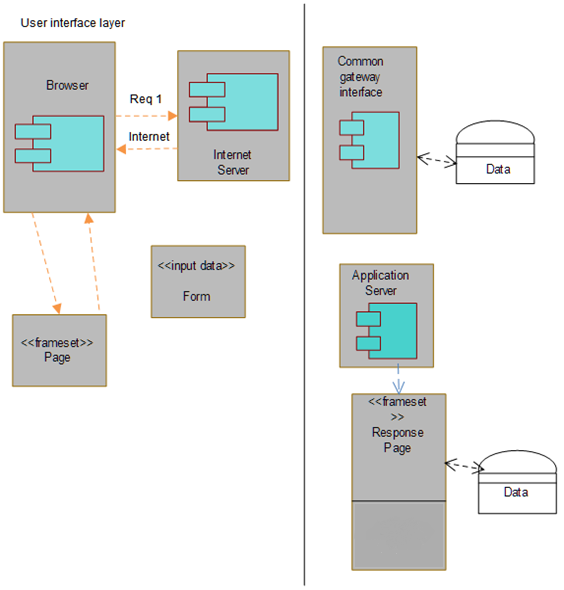 User interface layer
Browser
Req 1
Internet
Internet
Server
<<input data>>
Form
<<frameset>>
Page
Common
gateway
interface
Data
Application
Server
<<frameset
>>
Response
Page
Data